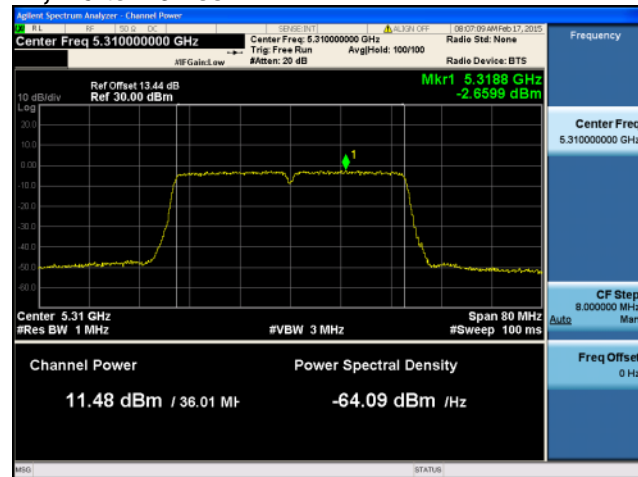 Agilent Spectrum Analyzer - Channel Power
RL RF 50 Ω DC SENSE:INT ALIGN OFF 08:07:09 AM Feb 17, 2015
Center Freq 5.310000000 GHz
Center Freq: 5.310000000 GHz
Radio Std: None
Trig: Free Run Avg|Hold: 100/100
#IFGain:Low #Atten: 20 dB Radio Device: BTS
Frequency
Mkr1 5.3188 GHz
-2.6599 dBm
Ref Offset 13.44 dB
10 dB/div Ref 30.00 dBm
Log
20.0
10.0
0.00
-10.0
-20.0
-30.0
-40.0
-50.0
-60.0
1
Center Freq
5.310000000 GHz
Center 5.31 GHz Span 80 MHz
#Res BW 1 MHz #VBW 3 MHz #Sweep 100 ms
CF Step
8.000000 MHz
Auto Man
Channel Power Power Spectral Density
11.48 dBm / 36.01 MH -64.09 dBm /Hz
Freq Offset
0 Hz
MSG STATUS